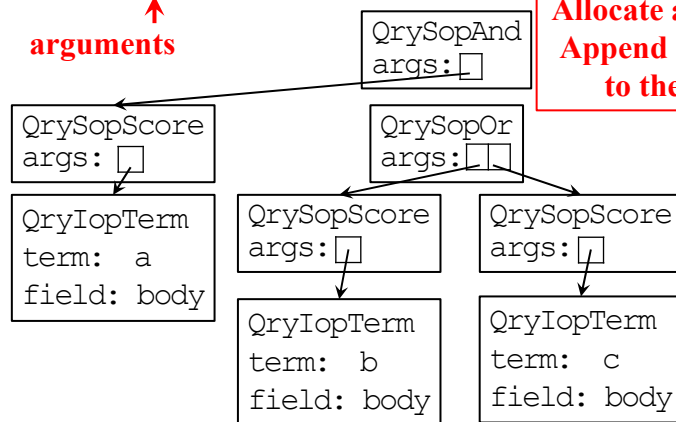 arguments
Allocate a
Append
to the
QrySopAnd
args:
QrySopScore
args:
QrySopOr
args:
QryIopTerm
term: a
field: body
QrySopScore
args:
QrySopScore
args:
QryIopTerm
term: b
field: body
QryIopTerm
term: c
field: body